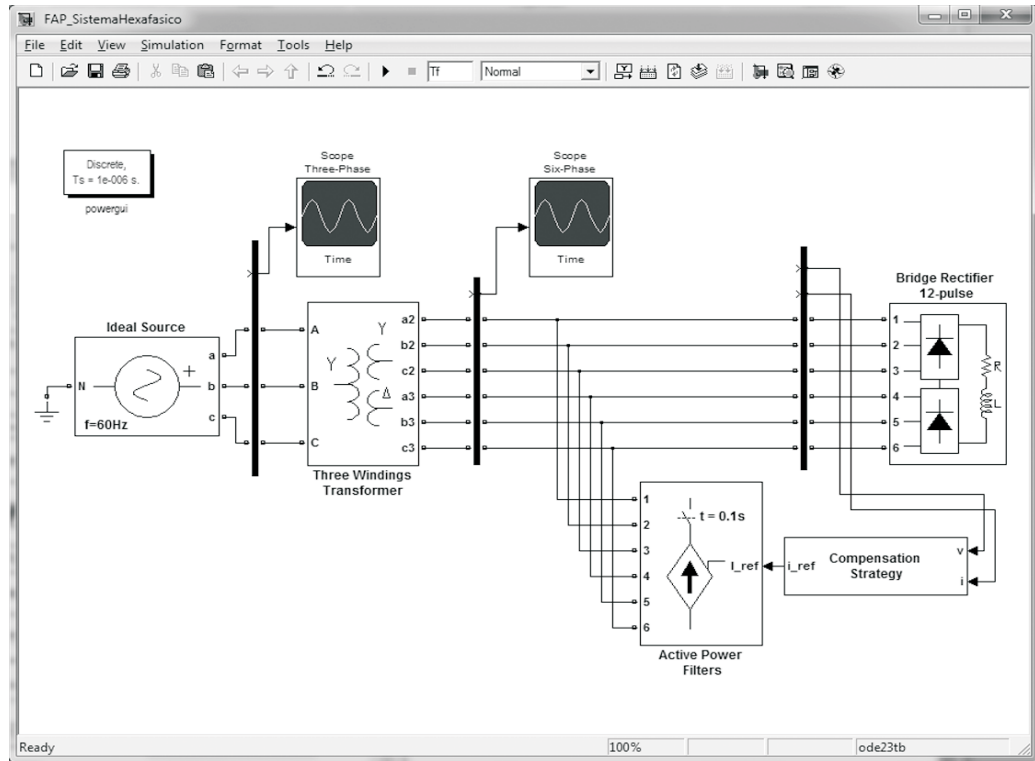 FAP_SistemaHexafasico
File Edit View Simulation Format Tools Help
Tf Normal
Discrete,
Ts = 1e-006 s.
powergui
Scope
Three-Phase
Time
Scope
Six-Phase
Time
Ideal Source
N
+
a
b
c
f=60Hz
A
B
C
Y
Y
Δ
a2
b2
c2
a3
b3
c3
Three Windings
Transformer
Bridge Rectifier
12-pulse
1
2
3
4
5
6
R
L
1
2
3
4
5
6
t = 0.1s
I_ref
Active Power
Filters
i_ref
Compensation
Strategy
v
i
Ready 100% ode23tb